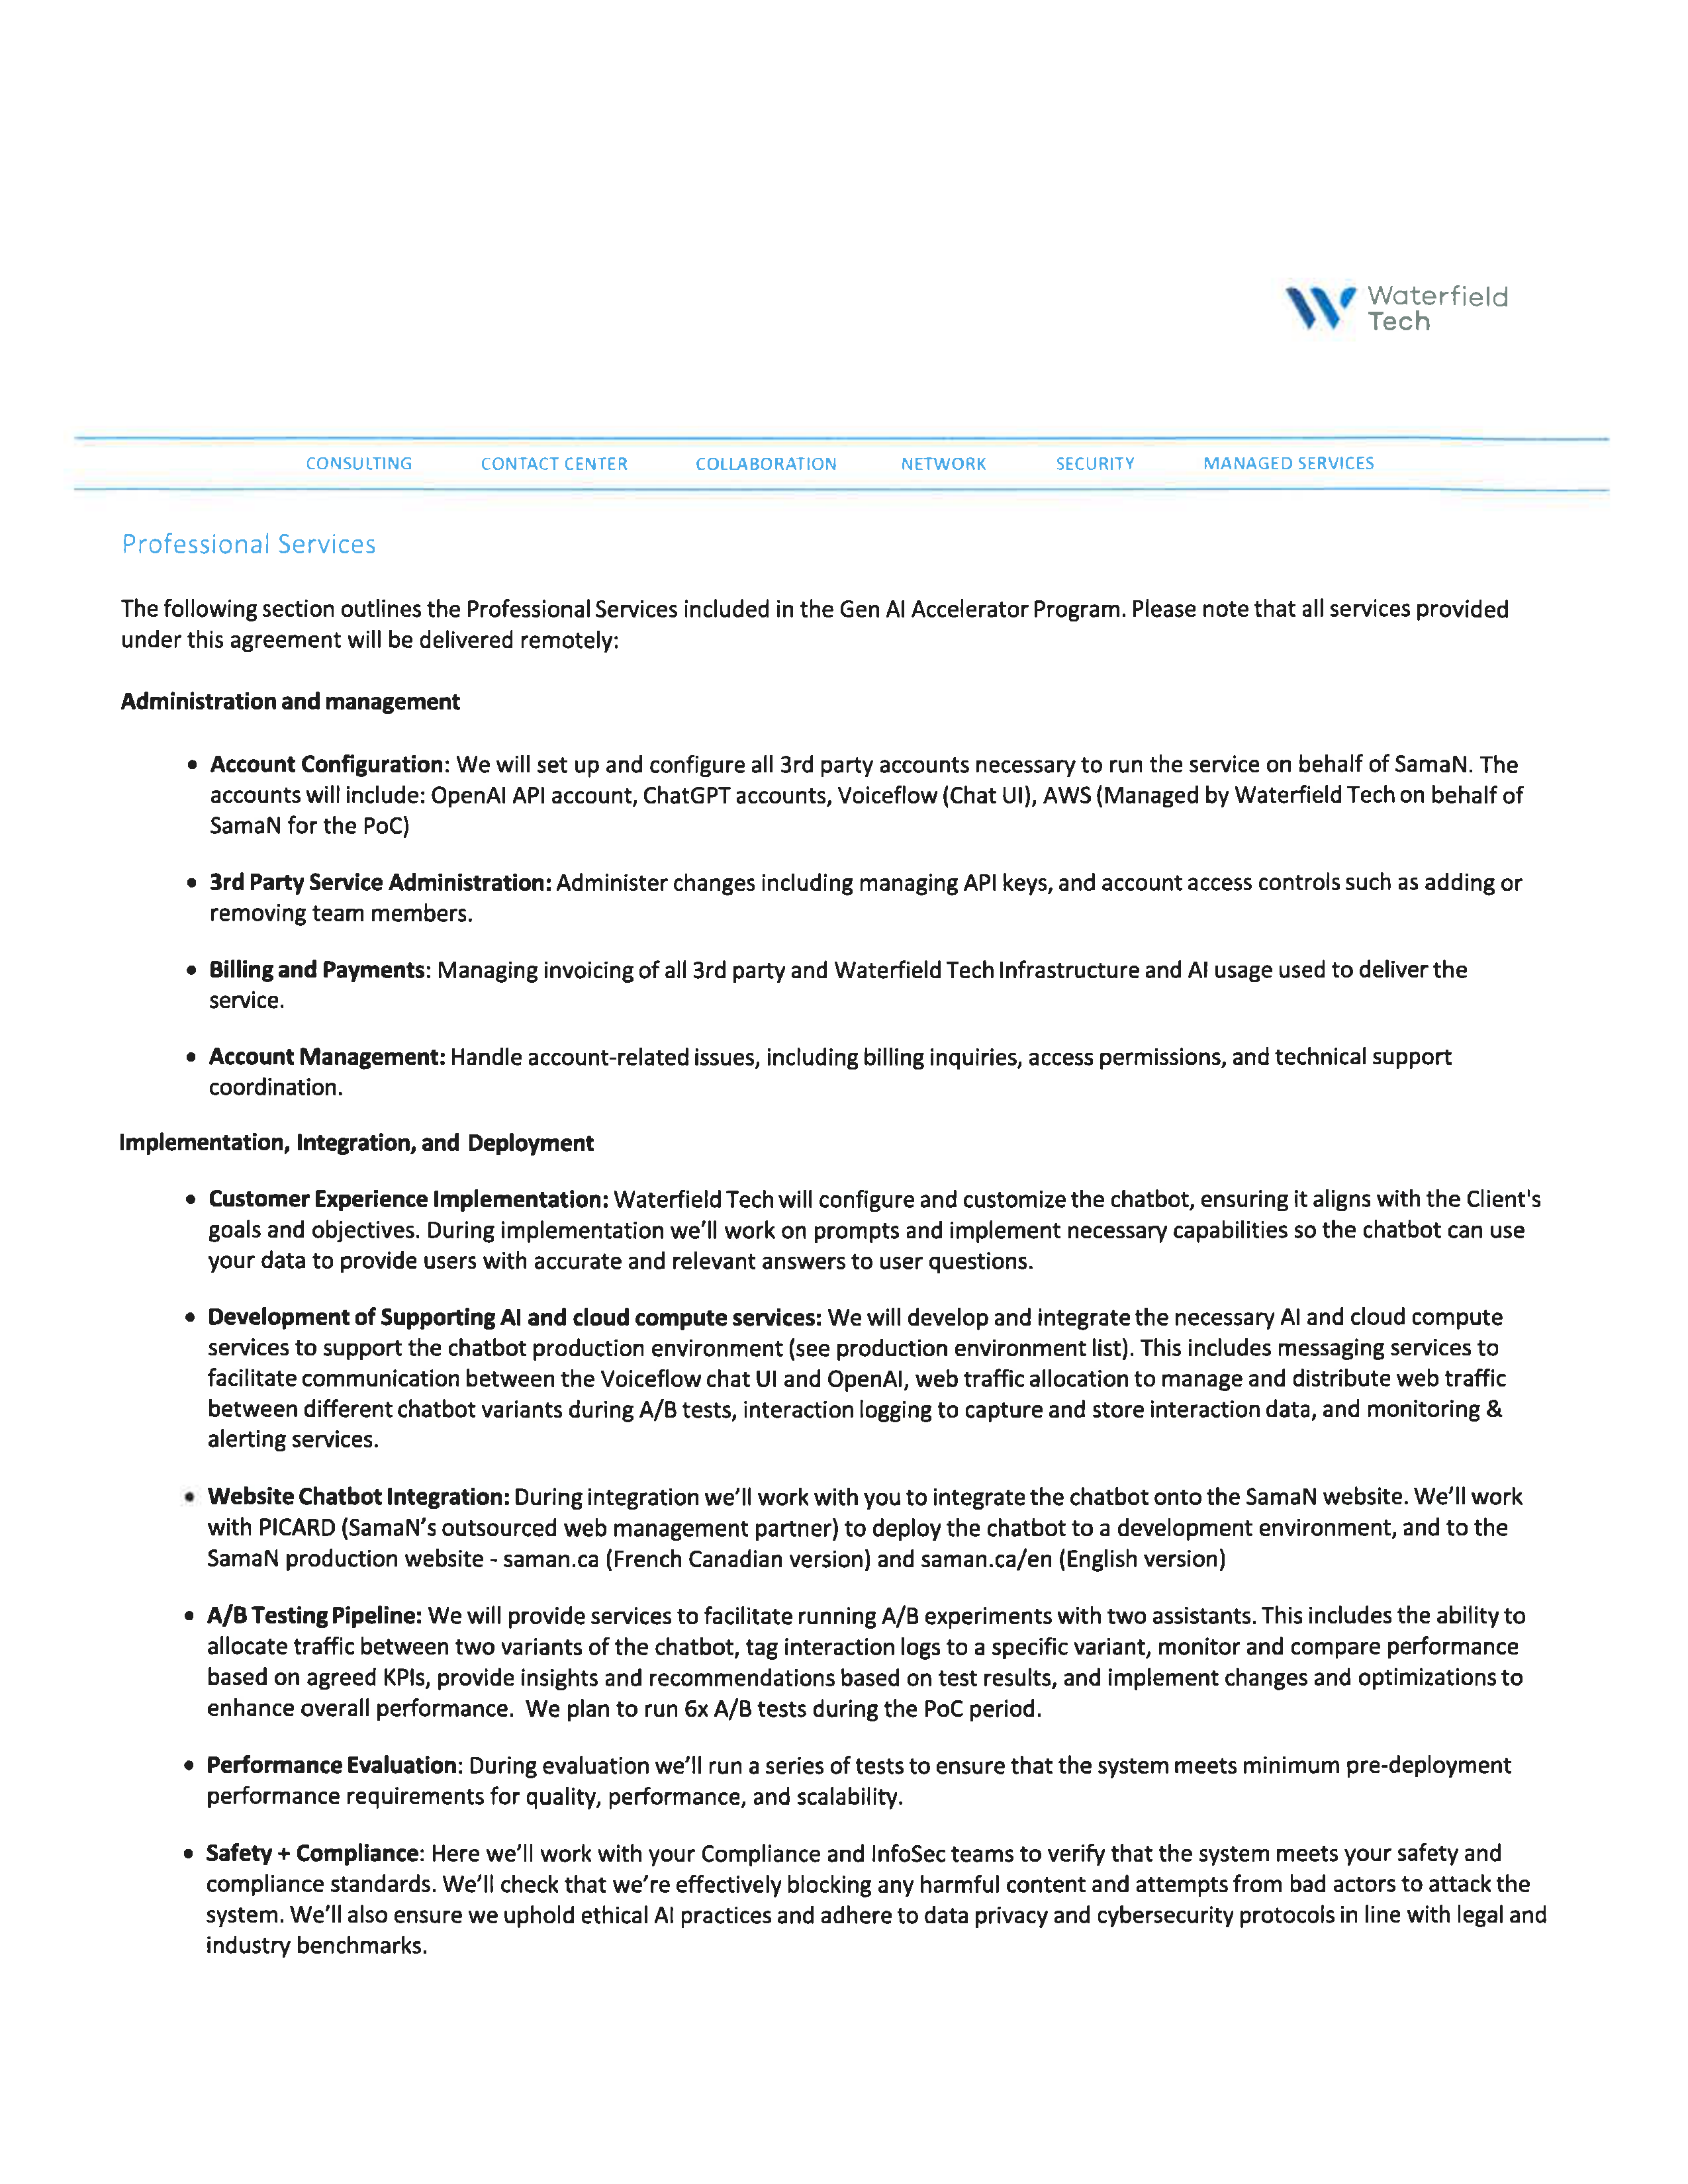 Waterfield
Tech
CONSULTING CONTACT CENTER COLLABORATION NETWORK SECURITY MANAGED SERVICES
Professional Services
The following section outlines the Professional Services included in the Gen AI Accelerator Program. Please note that all services provided
under this agreement will be delivered remotely:
Administration and management
• Account Configuration: We will set up and configure all 3rd party accounts necessary to run the service on behalf of SamaN. The
accounts will include: OpenAI API account, ChatGPT accounts, Voiceflow (Chat UI), AWS (Managed by Waterfield Tech on behalf of
SamaN for the PoC)
• 3rd Party Service Administration: Administer changes including managing API keys, and account access controls such as adding or
removing team members.
• Billing and Payments: Managing invoicing of all 3rd party and Waterfield Tech Infrastructure and AI usage used to deliver the
service.
• Account Management: Handle account-related issues, including billing inquiries, access permissions, and technical support
coordination.
Implementation, Integration, and Deployment
• Customer Experience Implementation: Waterfield Tech will configure and customize the chatbot, ensuring it aligns with the Client's
goals and objectives. During implementation we'll work on prompts and implement necessary capabilities so the chatbot can use
your data to provide users with accurate and relevant answers to user questions.
• Development of Supporting AI and cloud compute services: We will develop and integrate the necessary AI and cloud compute
services to support the chatbot production environment (see production environment list). This includes messaging services to
facilitate communication between the Voiceflow chat UI and OpenAI, web traffic allocation to manage and distribute web traffic
between different chatbot variants during A/B tests, interaction logging to capture and store interaction data, and monitoring &
alerting services.
• Website Chatbot Integration: During integration we'll work with you to integrate the chatbot onto the SamaN website. We'll work
with PICARD (SamaN's outsourced web management partner) to deploy the chatbot to a development environment, and to the
SamaN production website - saman.ca (French Canadian version) and saman.ca/en (English version)
• A/B Testing Pipeline: We will provide services to facilitate running A/B experiments with two assistants. This includes the ability to
allocate traffic between two variants of the chatbot, tag interaction logs to a specific variant, monitor and compare performance
based on agreed KPIs, provide insights and recommendations based on test results, and implement changes and optimizations to
enhance overall performance. We plan to run 6x A/B tests during the PoC period.
• Performance Evaluation: During evaluation we'll run a series of tests to ensure that the system meets minimum pre-deployment
performance requirements for quality, performance, and scalability.
• Safety + Compliance: Here we'll work with your Compliance and InfoSec teams to verify that the system meets your safety and
compliance standards. We'll check that we're effectively blocking any harmful content and attempts from bad actors to attack the
system. We'll also ensure we uphold ethical AI practices and adhere to data privacy and cybersecurity protocols in line with legal and
industry benchmarks.